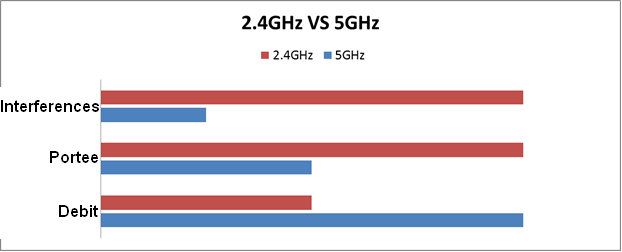 2.4GHz VS 5GHz
2.4GHz 5GHz
Interferences
Portee
Debit